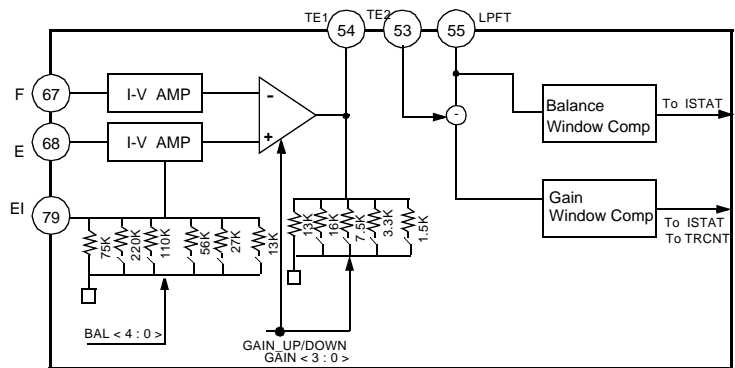 TE1 TE2 LPFT
54 53 55
F 67 I-V AMP
E 68 I-V AMP
- +
-
Balance
Window Comp
To ISTAT
EI 79
Gain
Window Comp
To ISTAT
To TRCNT
75K 220K 110K 56K 27K 13K
13K 16K 7.5K 3.3K 1.5K
BAL < 4 : 0 >
GAIN_UP/DOWN
GAIN < 3 : 0 >